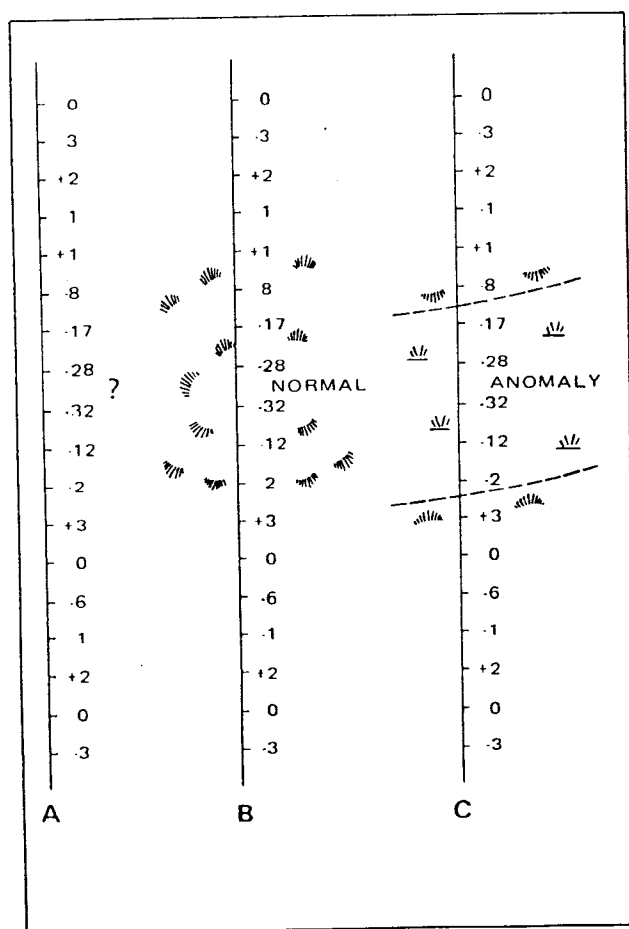 0 0 0
3 -3 -3
+2 +2 +2
1 1 -1
+1 +1 +1
-8 8 -8
-17 -17 -17
-28 -28 -28
? NORMAL ANOMALY
-32 -32 -32
-12 -12 -12
-2 2 -2
+3 +3 +3
0 0 0
-6 -6 -6
1 -1 -1
+2 +2 +2
0 0 0
-3 -3 -3
A B C